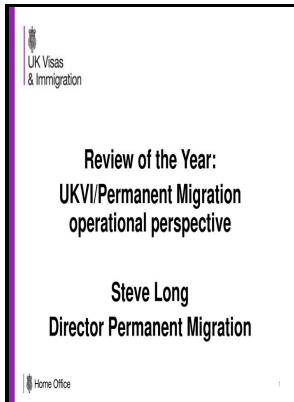 UK Visas
& Immigration
Review of the Year:
UKVI/Permanent Migration
operational perspective
Steve Long
Director Permanent Migration
Home Office
1